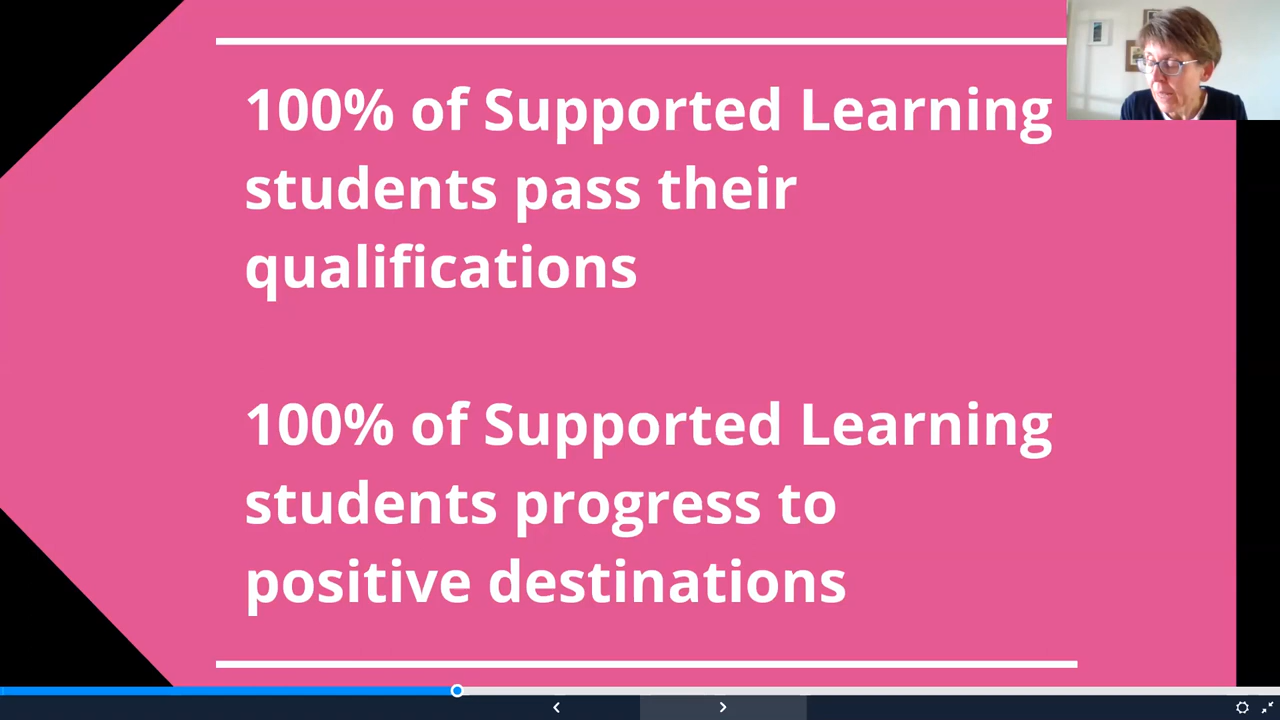 100% of Supported Learning
students pass their
qualifications
100% of Supported Learning
students progress to
positive destinations